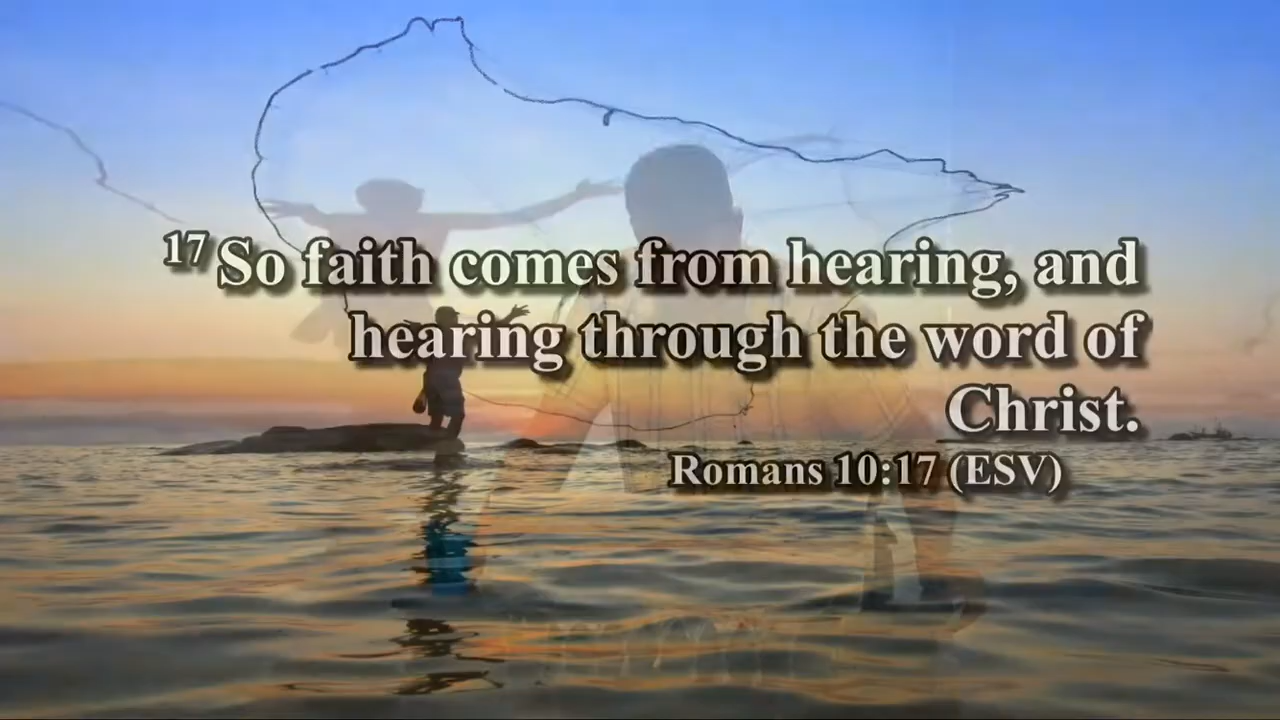 17 So faith comes from hearing, and
hearing through the word of
Christ.
Romans 10:17 (ESV)